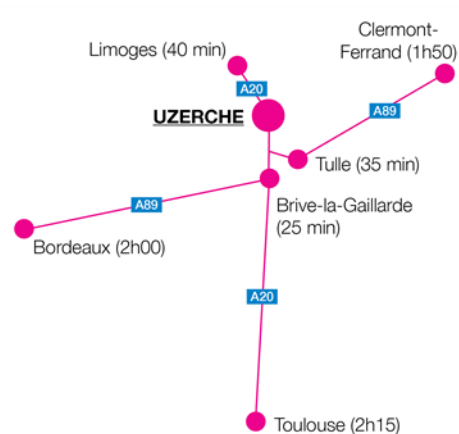 Clermont-
Ferrand (1h50)
Limoges (40 min)
A20
A89
UZERCHE
Tulle (35 min)
A89
Brive-la-Gaillarde
(25 min)
Bordeaux (2h00)
A20
Toulouse (2h15)